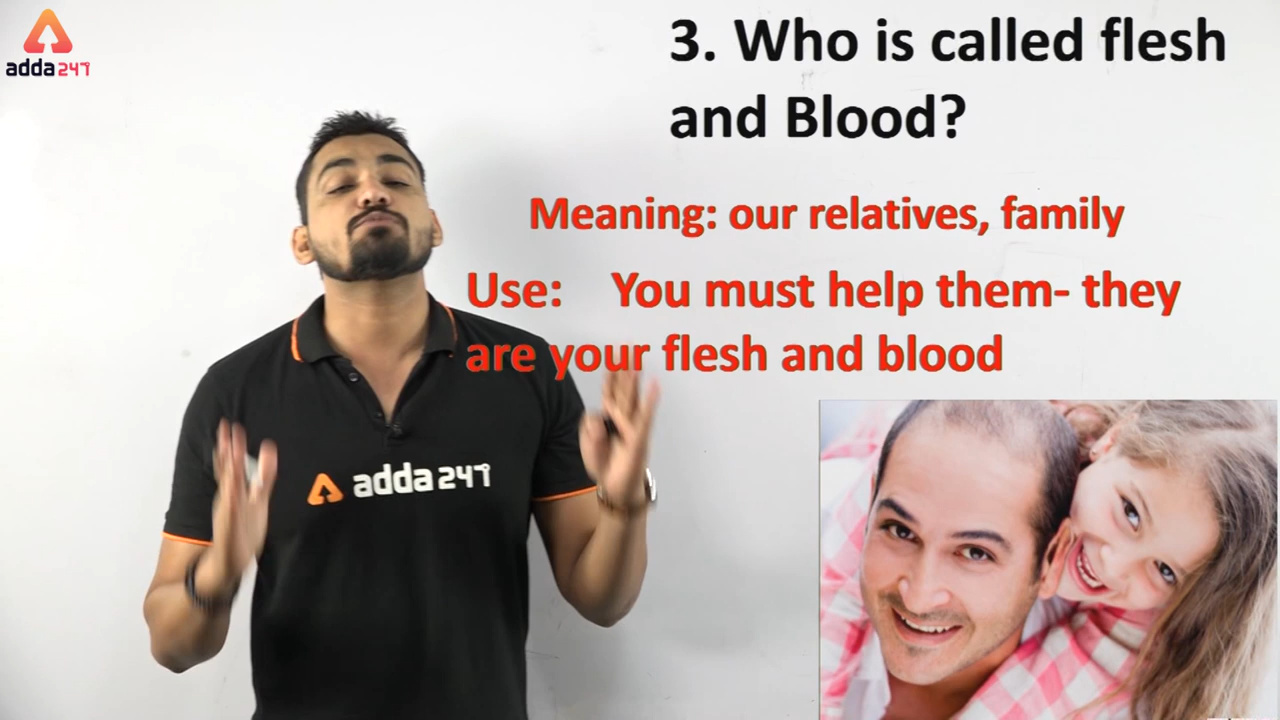 adda247
3. Who is called flesh
and Blood?
Meaning: our relatives, family
Use: You must help them- they
are your flesh and blood
adda247